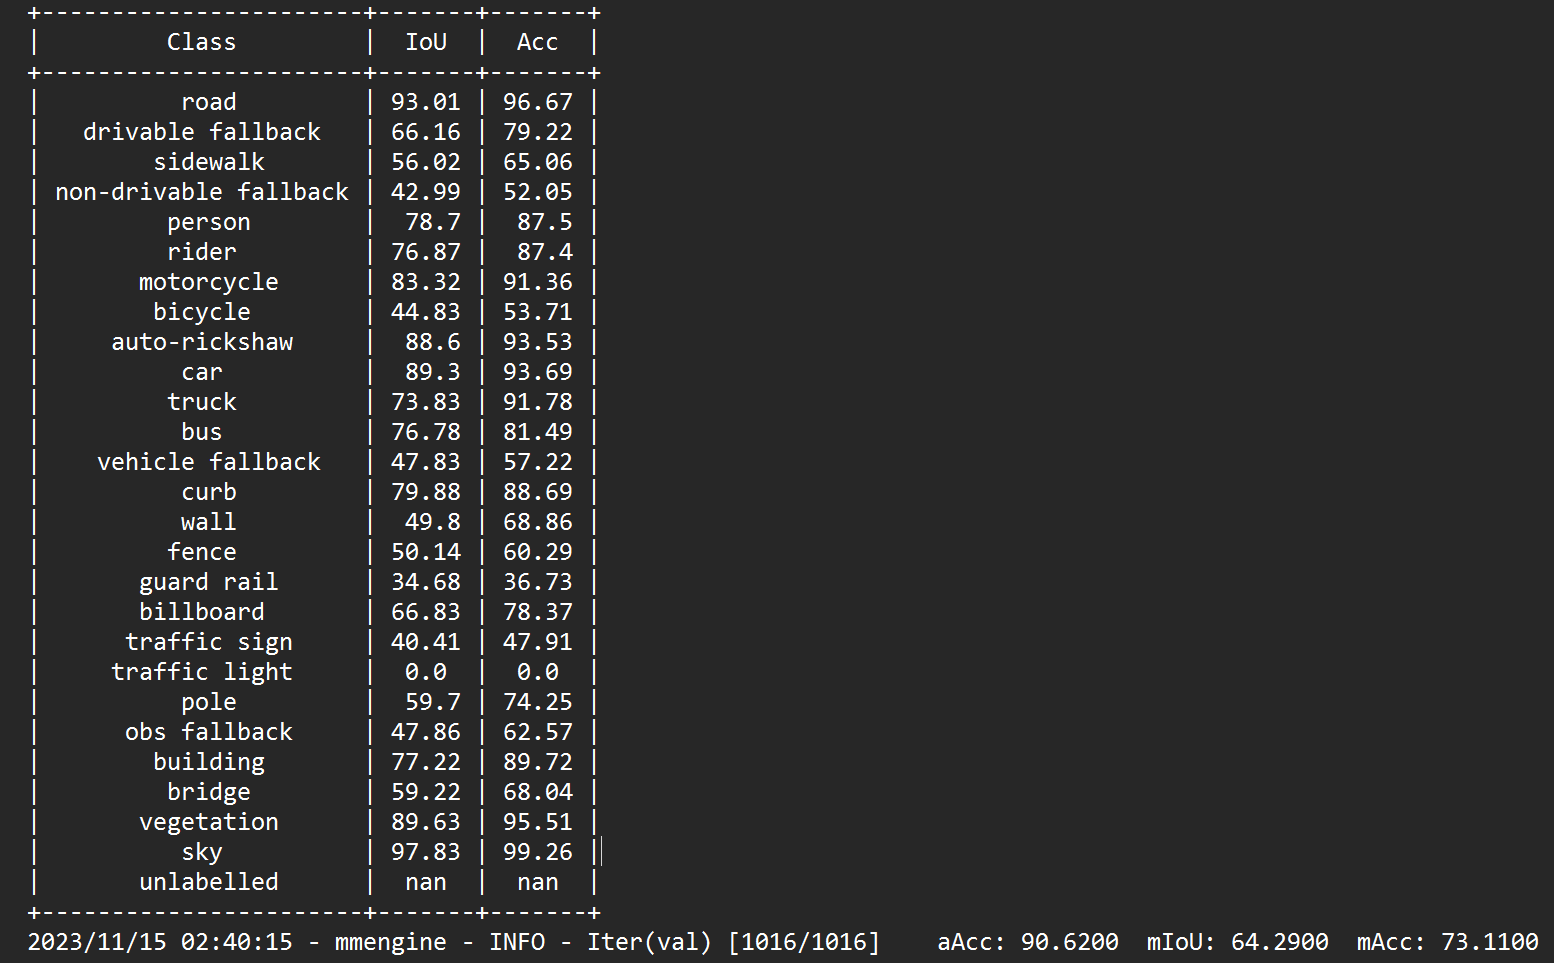 +-----------------------+-------+-------+
|         Class         |  IoU  |  Acc  |
+-----------------------+-------+-------+
|          road         | 93.01 | 96.67 |
|   drivable fallback   | 66.16 | 79.22 |
|        sidewalk       | 56.02 | 65.06 |
| non-drivable fallback | 42.99 | 52.05 |
|         person        |  78.7 |  87.5 |
|         rider         | 76.87 |  87.4 |
|       motorcycle      | 83.32 | 91.36 |
|        bicycle        | 44.83 | 53.71 |
|     auto-rickshaw     |  88.6 | 93.53 |
|          car          |  89.3 | 93.69 |
|         truck         | 73.83 | 91.78 |
|          bus          | 76.78 | 81.49 |
|    vehicle fallback   | 47.83 | 57.22 |
|          curb         | 79.88 | 88.69 |
|          wall         |  49.8 | 68.86 |
|         fence         | 50.14 | 60.29 |
|       guard rail      | 34.68 | 36.73 |
|       billboard       | 66.83 | 78.37 |
|      traffic sign     | 40.41 | 47.91 |
|     traffic light     |  0.0  |  0.0  |
|          pole         |  59.7 | 74.25 |
|      obs fallback     | 47.86 | 62.57 |
|        building       | 77.22 | 89.72 |
|         bridge        | 59.22 | 68.04 |
|       vegetation      | 89.63 | 95.51 |
|          sky          | 97.83 | 99.26 |
|       unlabelled      |  nan  |  nan  |
+-----------------------+-------+-------+
2023/11/15 02:40:15 - mmengine - INFO - Iter(val) [1016/1016]    aAcc: 90.6200  mIoU: 64.2900  mAcc: 73.1100